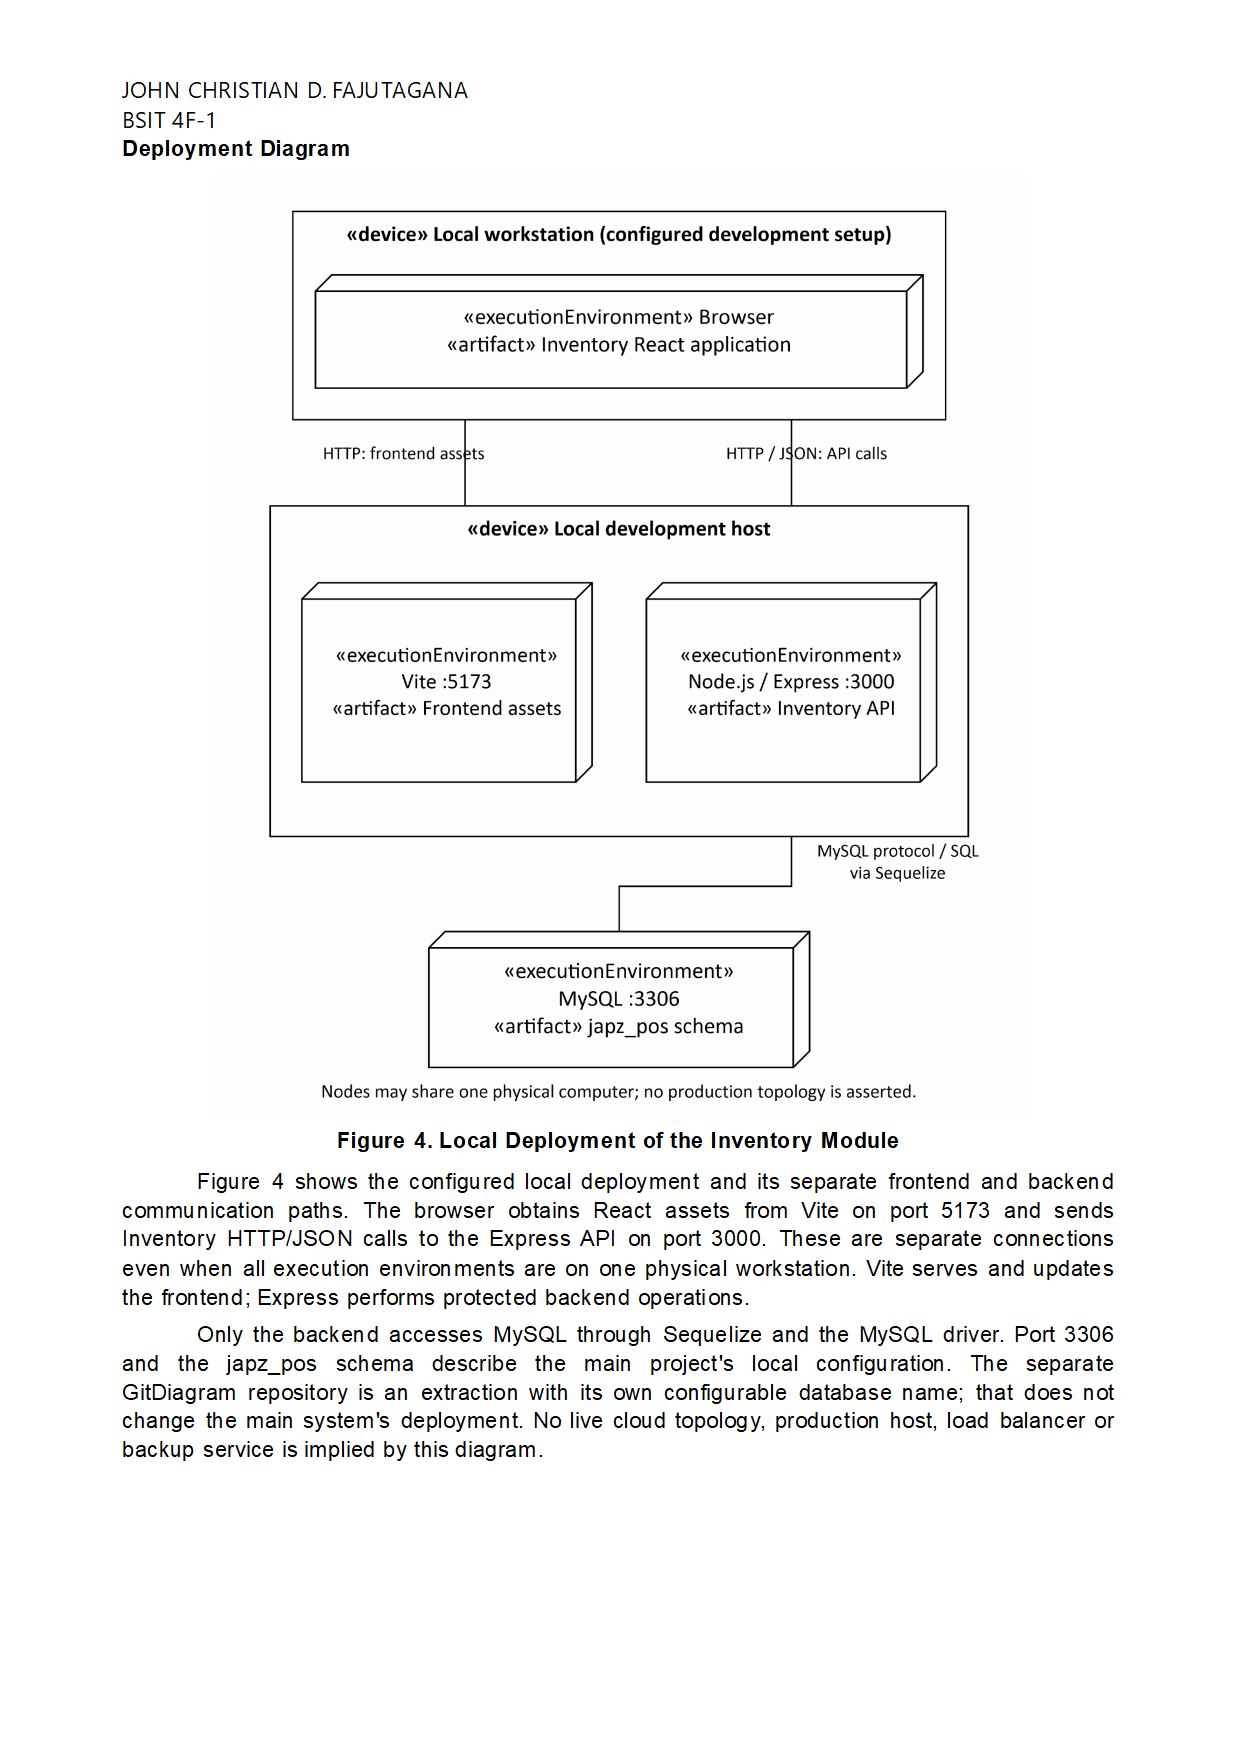 JOHN CHRISTIAN D. FAJUTAGANA
BSIT 4F-1
Deployment Diagram
«device» Local workstation (configured development setup)
«executionEnvironment» Browser
«artifact» Inventory React application
HTTP: frontend assets
HTTP / JSON: API calls
«device» Local development host
«executionEnvironment»
Vite :5173
«artifact» Frontend assets
«executionEnvironment»
Node.js / Express :3000
«artifact» Inventory API
MySQL protocol / SQL
via Sequelize
«executionEnvironment»
MySQL :3306
«artifact» japz_pos schema
Nodes may share one physical computer; no production topology is asserted.
Figure 4. Local Deployment of the Inventory Module
Figure 4 shows the configured local deployment and its separate frontend and backend
communication paths. The browser obtains React assets from Vite on port 5173 and sends
Inventory HTTP/JSON calls to the Express API on port 3000. These are separate connections
even when all execution environments are on one physical workstation. Vite serves and updates
the frontend; Express performs protected backend operations.
Only the backend accesses MySQL through Sequelize and the MySQL driver. Port 3306
and the japz_pos schema describe the main project's local configuration. The separate
GitDiagram repository is an extraction with its own configurable database name; that does not
change the main system's deployment. No live cloud topology, production host, load balancer or
backup service is implied by this diagram.